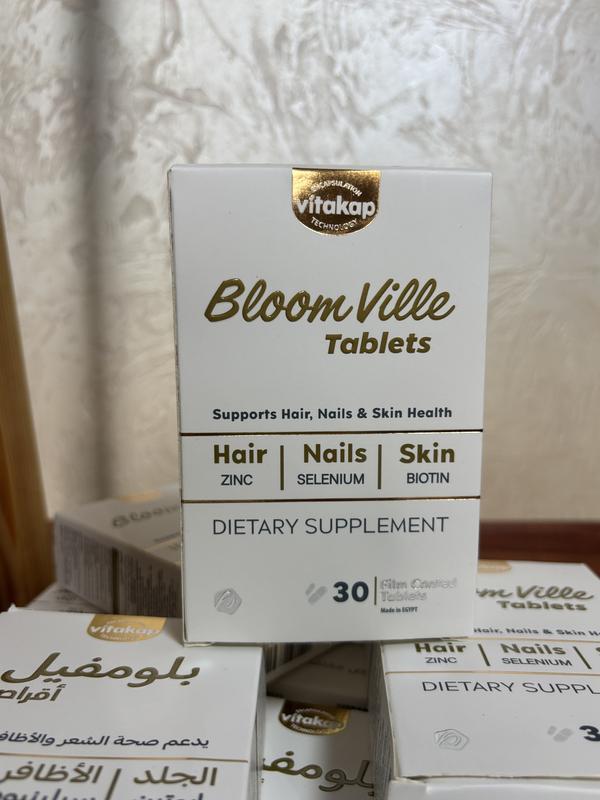 ENCAPSULATION
vitakap
TECHNOLOGY
Bloom Ville
Tablets
Supports Hair, Nails & Skin Health
Hair | Nails | Skin
ZINC SELENIUM BIOTIN
DIETARY SUPPLEMENT
30 Film Coated
Tablets
Made in EGYPT
Bloom
vitakap
بلومفيل
أقراص
يدعم صحة الشعر والأظافر
الجلد | الأظافر
vitakap
بلومفيل
Ville
Tablets
Hair, Nails & Skin
Hair | Nails
ZINC SELENIUM
DIETARY SUPPL
3